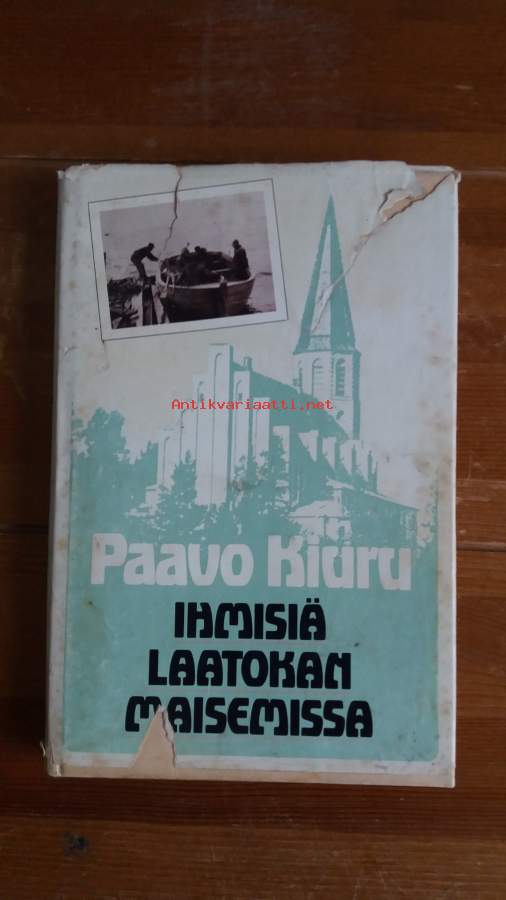 Antikvariaatti.net
Paavo Kiuru
IHMISIÄ
LAATOKAN
MAISEMISSA